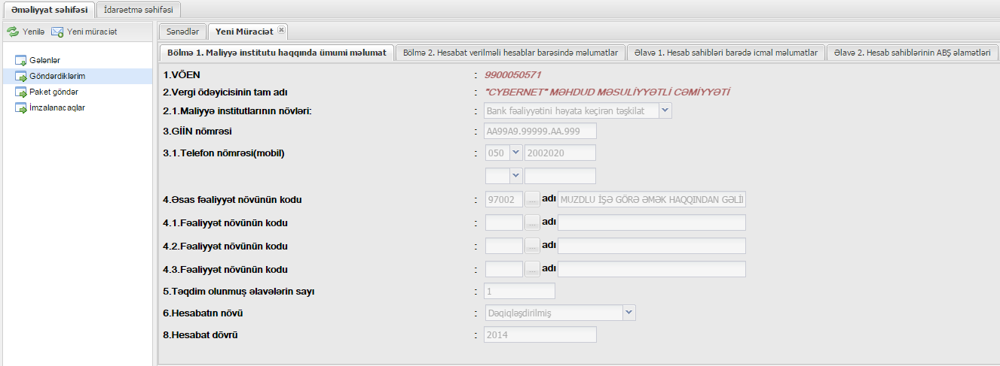 Əməliyyat səhifəsi İdarəetmə səhifəsi
Yenilə Yeni müraciət
Gələnlər
Göndərdiklərim
Paket göndər
İmzalanacaqlar
Sənədlər Yeni Müraciət
Bölmə 1. Maliyyə institutu haqqında ümumi məlumat Bölmə 2. Hesabat verilməli hesablar barəsində məlumatlar Əlavə 1. Hesab sahibləri barədə icmal məlumatlar Əlavə 2. Hesab sahiblərinin ABŞ əlamətləri
1.VÖEN : 9900050571
2.Vergi ödəyicisinin tam adı : "CYBERNET" MƏHDUD MƏSULİYYƏTLİ CƏMİYYƏTİ
2.1.Maliyyə institutlarının növləri: : Bank fəaliyyətini həyata keçirən təşkilat
3.GİİN nömrəsi : AA99A9.99999.AA.999
3.1.Telefon nömrəsi(mobil) : 050 2002020
4.Əsas fəaliyyət növünün kodu : 97002 ... adı MUZDLU İŞƏ GÖRƏ ƏMƏK HAQQINDAN GƏLİ
4.1.Fəaliyyət növünün kodu : ... adı
4.2.Fəaliyyət növünün kodu : ... adı
4.3.Fəaliyyət növünün kodu : ... adı
5.Təqdim olunmuş əlavələrin sayı : 1
6.Hesabatın növü : Dəqiqləşdirilmiş
8.Hesabat dövrü : 2014